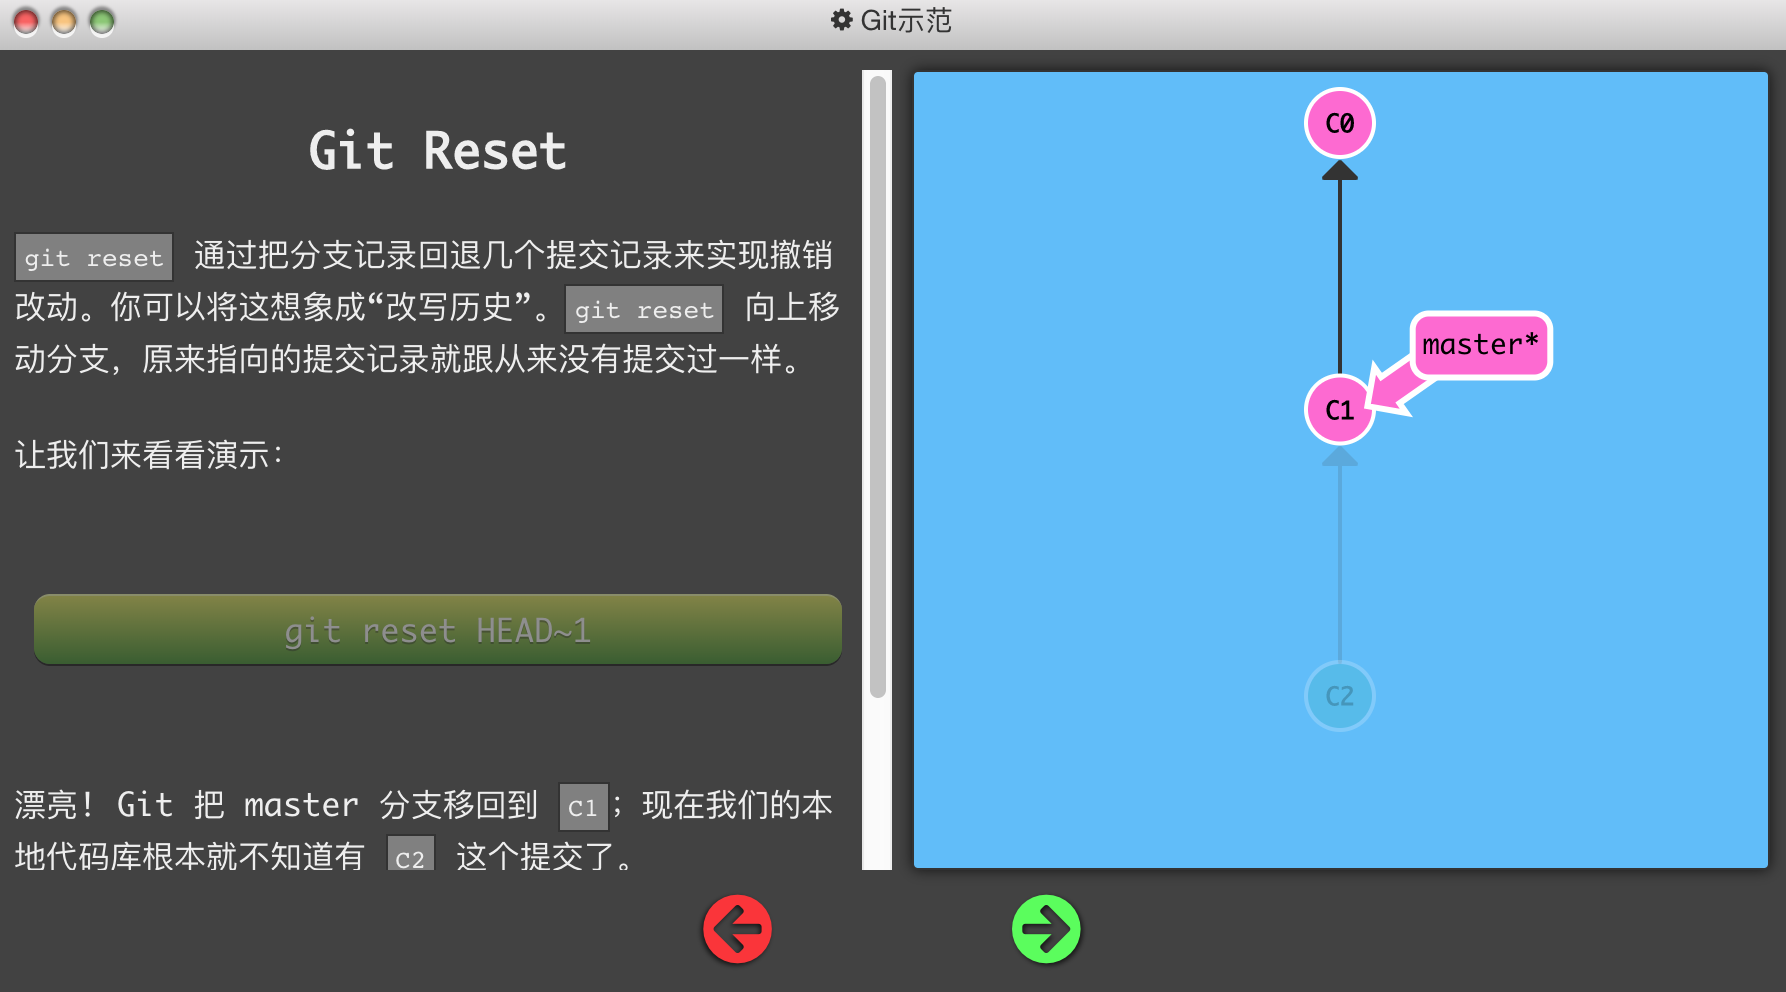 Git示范
Git Reset
git reset 通过把分支记录回退几个提交记录来实现撤销
改动。你可以将这想象成“改写历史”。git reset 向上移
动分支，原来指向的提交记录就跟从来没有提交过一样。
让我们来看看演示：
git reset HEAD~1
漂亮！Git 把 master 分支移回到 C1；现在我们的本
地代码库根本就不知道有 C2 这个提交了。
C0
master*
C1
C2